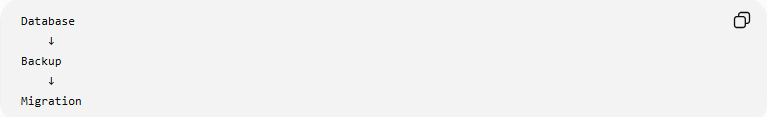 Database
↓
Backup
↓
Migration